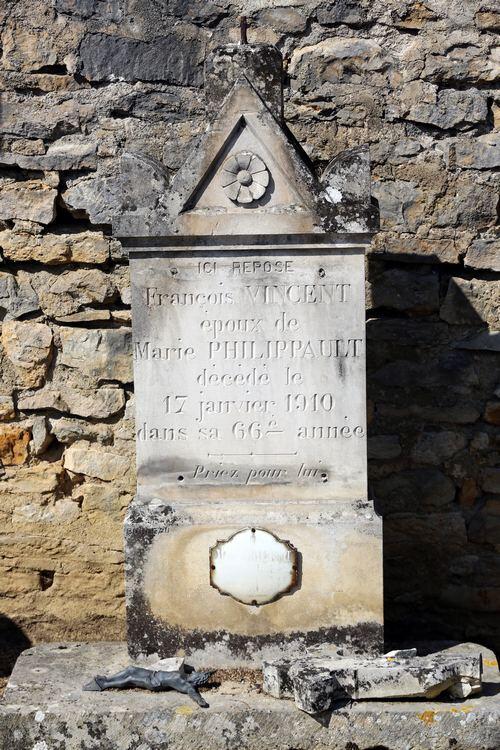 ICI REPOSE
François VINCENT
époux de
Marie PHILIPPAULT
décédé le
17 janvier 1910
dans sa 66e année
Priez pour lui